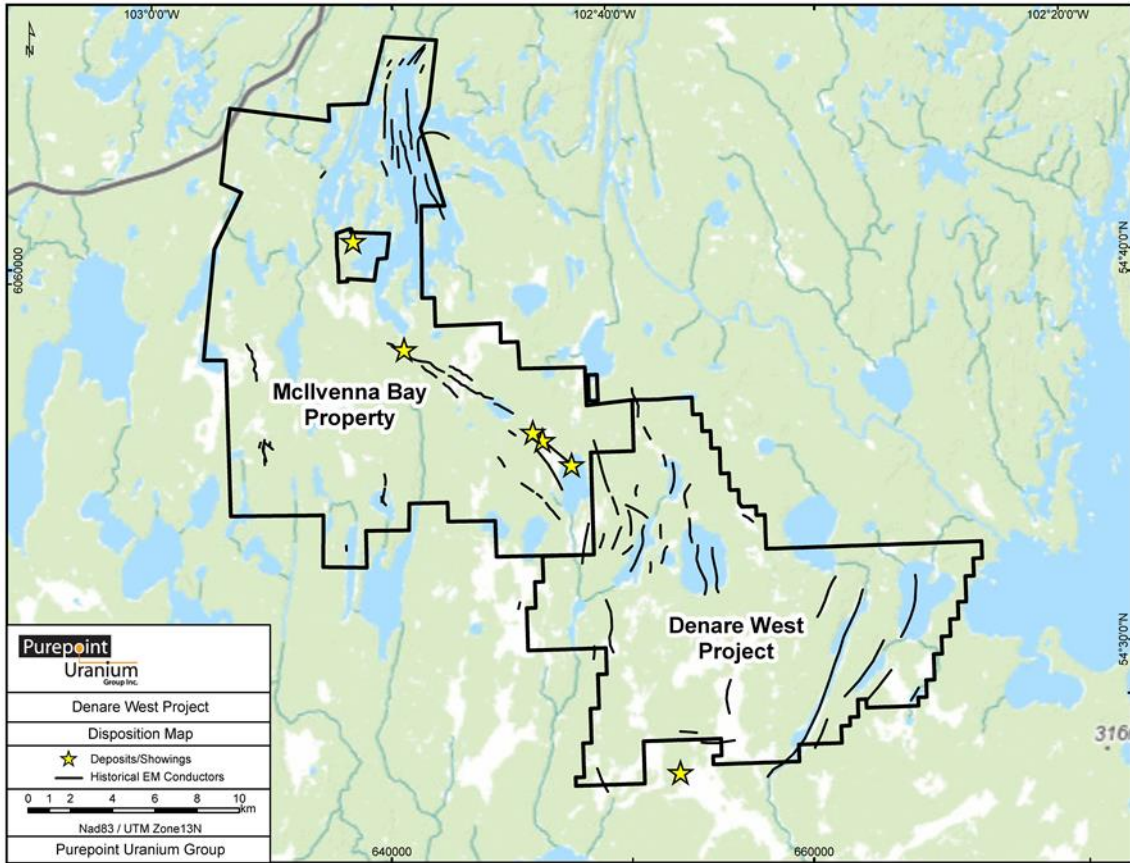 103°0'0"W
102°40'0"W
102°20'0"W
N
6060000
54°40'0"N
McIlvenna Bay
Property
Denare West
Project
54°30'0"N
Purepoint
Uranium
Group Inc.
Denare West Project
Disposition Map
Deposits/Showings
Historical EM Conductors
0 1 2 4 6 8 10
km
Nad83 / UTM Zone13N
Purepoint Uranium Group
640000
660000